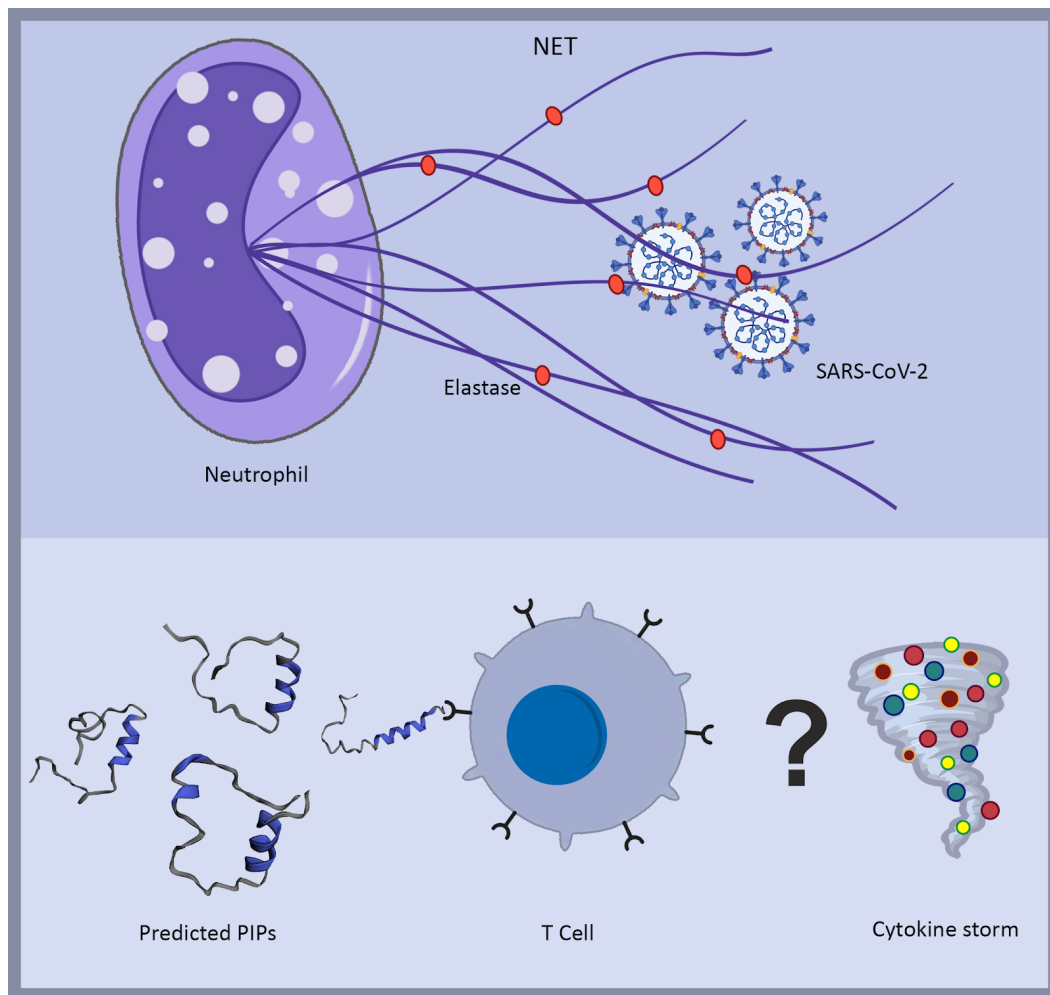 NET
SARS-CoV-2
Elastase
Neutrophil
?
Predicted PIPs
T Cell
Cytokine storm